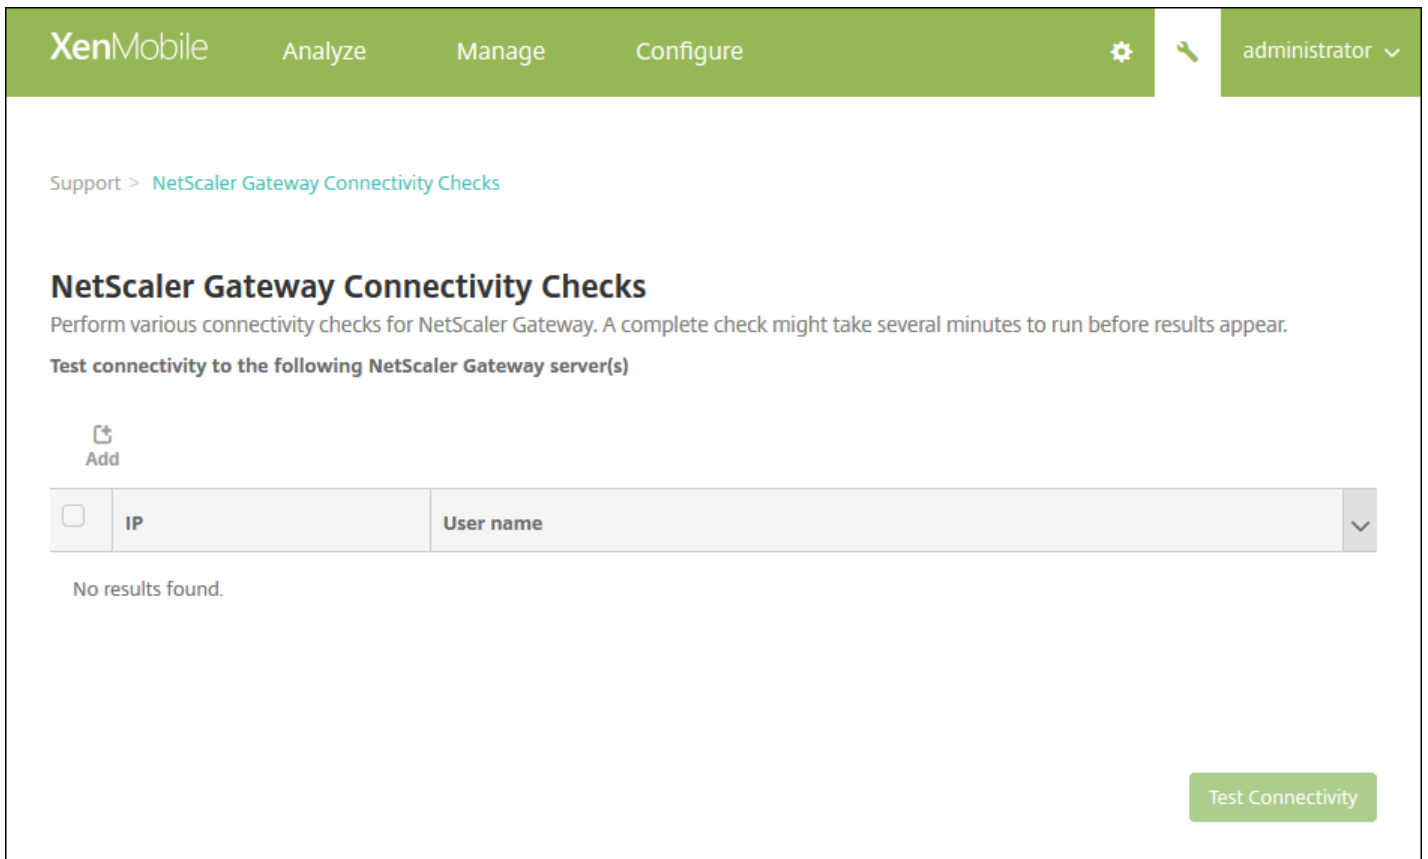 XenMobile Analyze Manage Configure administrator
Support > NetScaler Gateway Connectivity Checks
NetScaler Gateway Connectivity Checks
Perform various connectivity checks for NetScaler Gateway. A complete check might take several minutes to run before results appear.
Test connectivity to the following NetScaler Gateway server(s)
Add
IP User name
No results found.
Test Connectivity